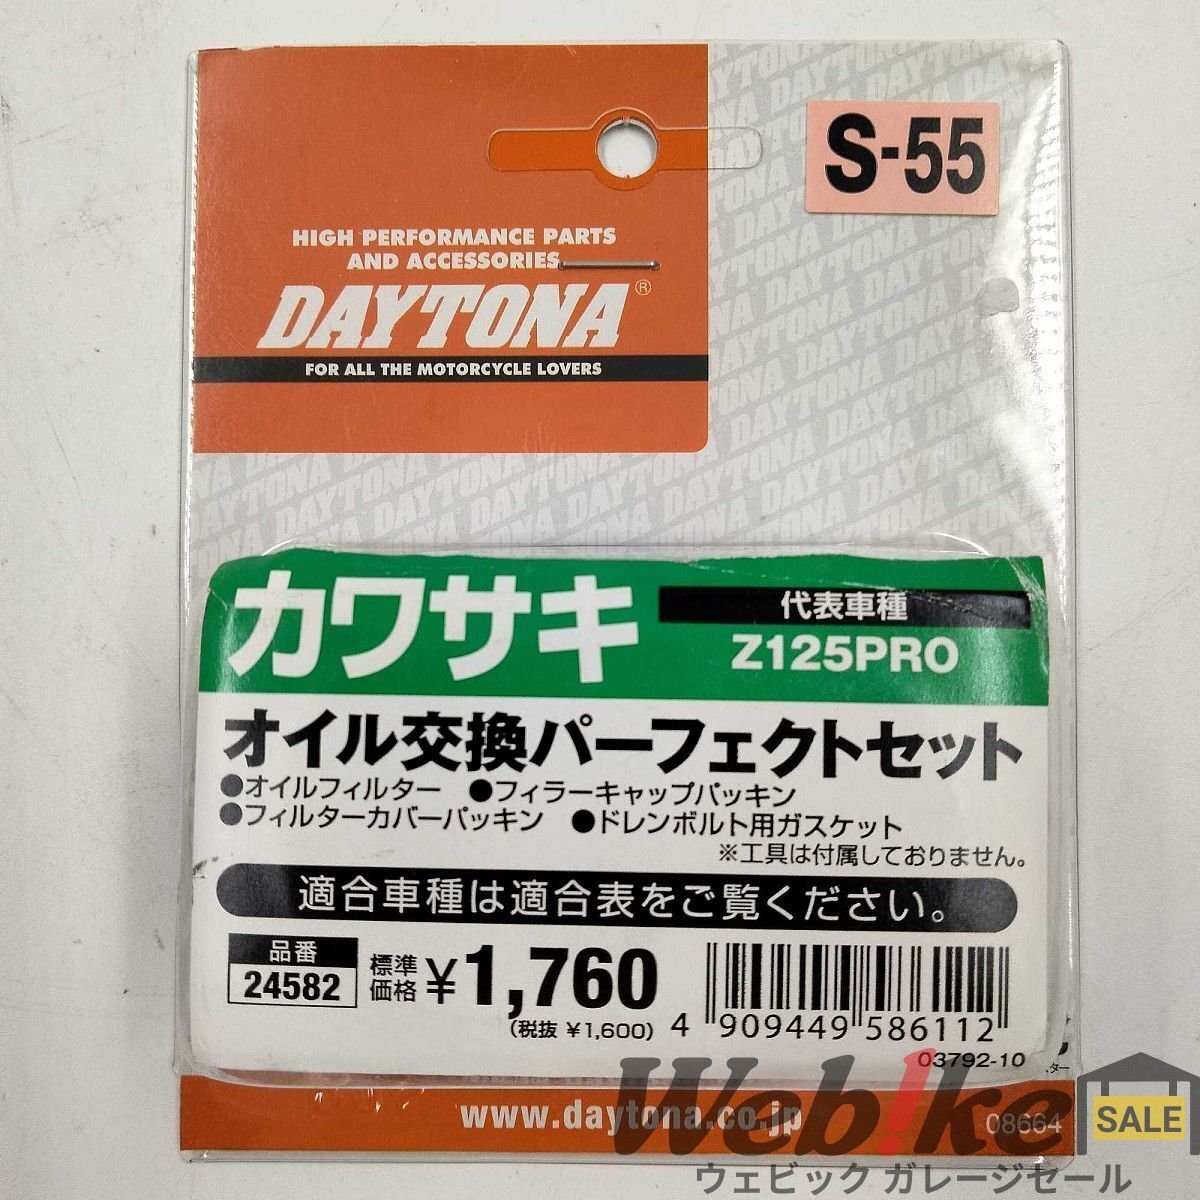 S-55
HIGH PERFORMANCE PARTS
AND ACCESSORIES
DAYTONA®
FOR ALL THE MOTORCYCLE LOVERS
カワサキ
代表車種
Z125PRO
オイル交換パーフェクトセット
●オイルフィルター ●フィラーキャップパッキン
●フィルターカバーパッキン ●ドレンボルト用ガスケット
※工具は付属しておりません。
適合車種は適合表をご覧ください。
品番
24582
標準価格 ¥1,760
(税抜 ¥1,600)
4 909449 586112
03792-10
www.daytona.co.jp
08664
Webike
SALE
ウェビック ガレージセール